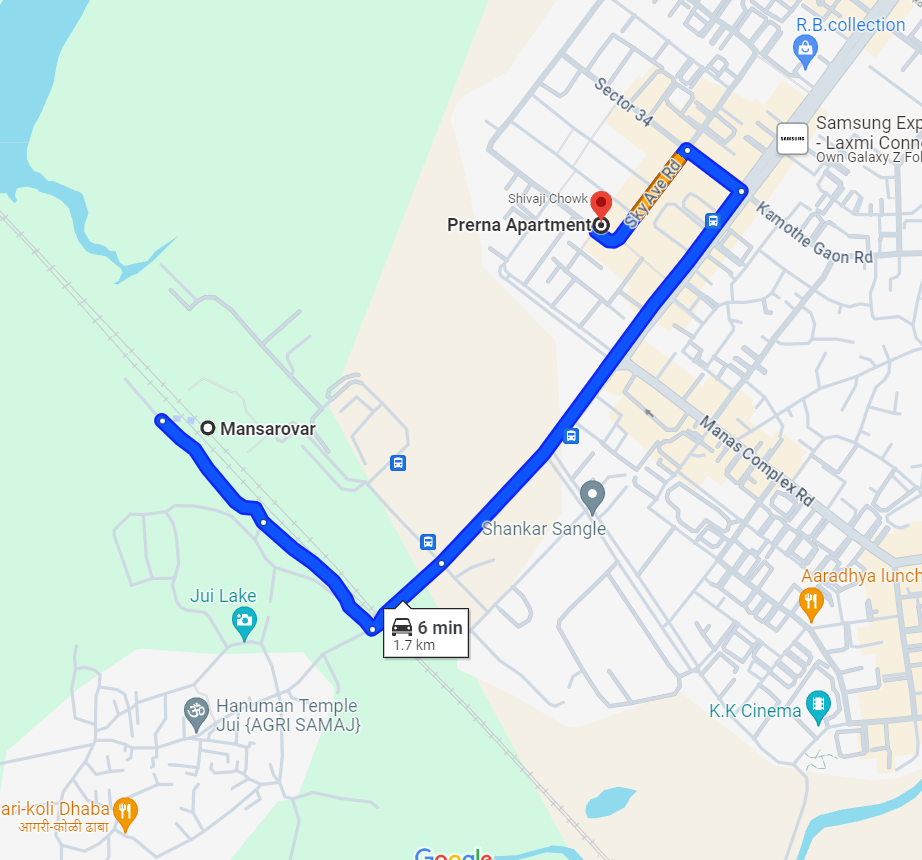 R.B.collection
Sector 34
SAMSUNG
Samsung Exp
- Laxmi Conne
Own Galaxy Z Fol
Shivaji Chowk
Sky Ave Rd
Prerna Apartment
Kamothe Gaon Rd
Mansarovar
Manas Complex Rd
Shankar Sangle
Aaradhya lunch
Jui Lake
6 min
1.7 km
Hanuman Temple
Jui {AGRI SAMAJ}
K.K Cinema
ari-koli Dhaba
आगरी-कोळी ढाबा
Google